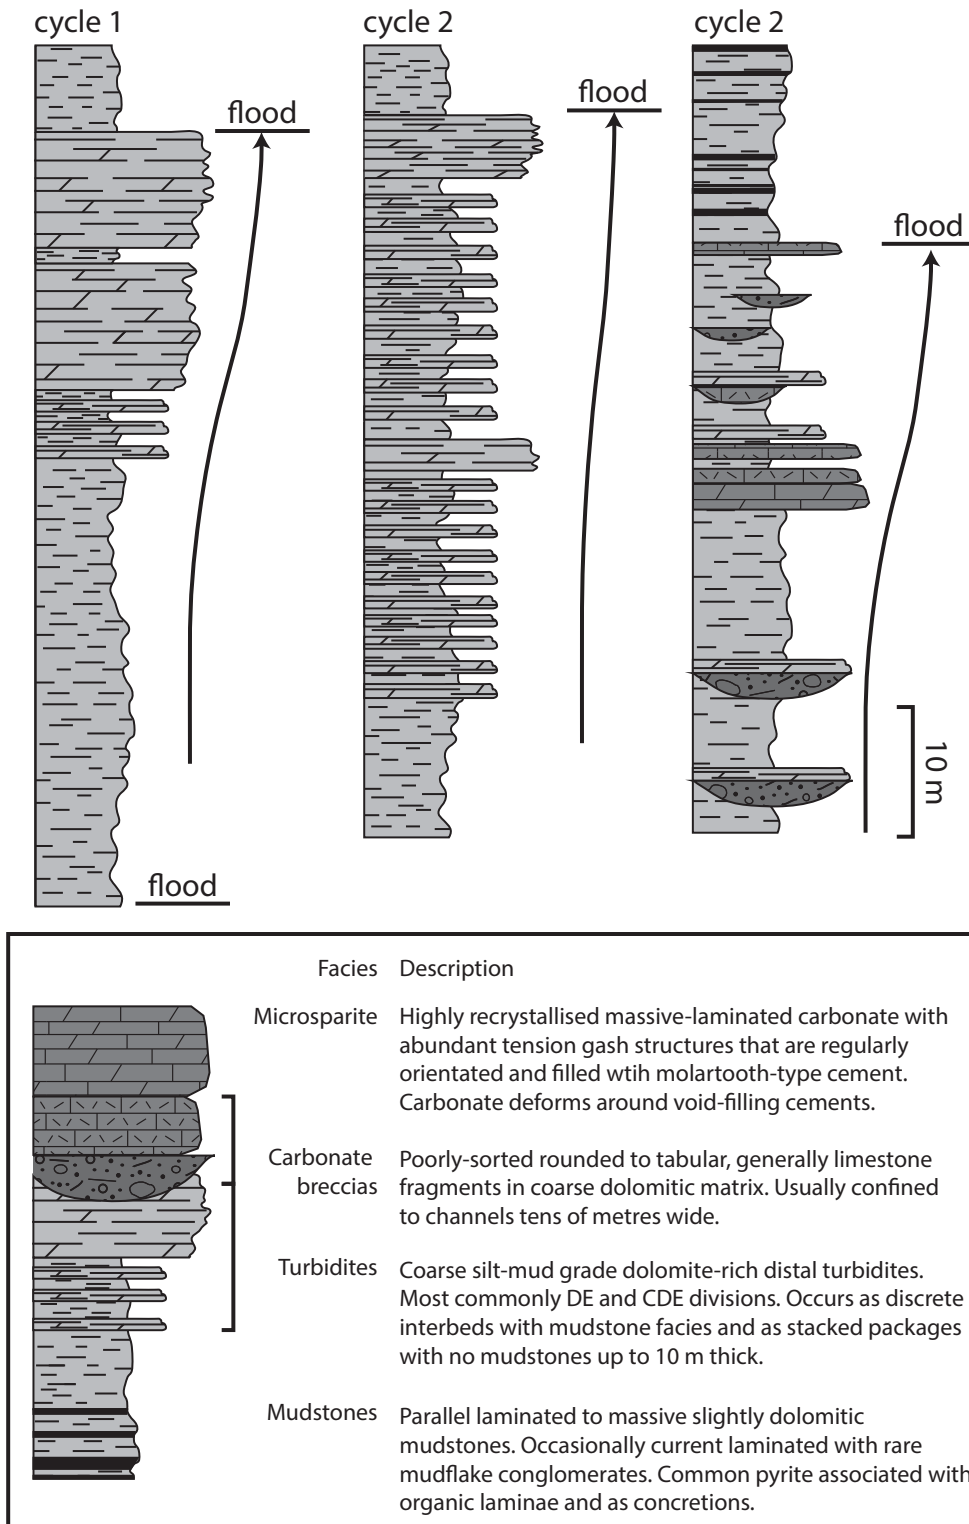 cycle 1
cycle 2
cycle 2
flood
flood
flood
10 m
flood
Facies Description
Microsparite Highly recrystallised massive-laminated carbonate with
abundant tension gash structures that are regularly
orientated and filled wtih molartooth-type cement.
Carbonate deforms around void-filling cements.
Carbonate Poorly-sorted rounded to tabular, generally limestone
breccias fragments in coarse dolomitic matrix. Usually confined
to channels tens of metres wide.
Turbidites Coarse silt-mud grade dolomite-rich distal turbidites.
Most commonly DE and CDE divisions. Occurs as discrete
interbeds with mudstone facies and as stacked packages
with no mudstones up to 10 m thick.
Mudstones Parallel laminated to massive slightly dolomitic
mudstones. Occasionally current laminated with rare
mudflake conglomerates. Common pyrite associated with
organic laminae and as concretions.